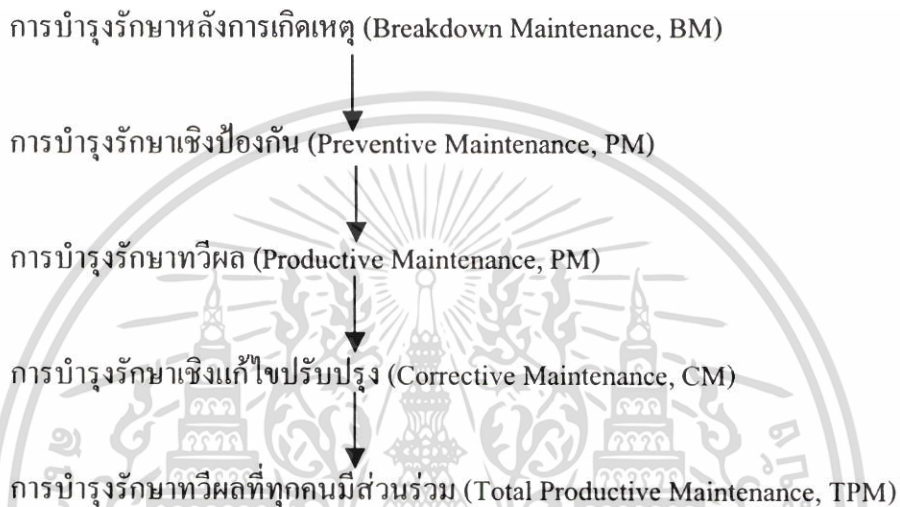 การบำรุงรักษาหลังการเกิดเหตุ (Breakdown Maintenance, BM)
การบำรุงรักษาเชิงป้องกัน (Preventive Maintenance, PM)
การบำรุงรักษาทวีผล (Productive Maintenance, PM)
การบำรุงรักษาเชิงแก้ไขปรับปรุง (Corrective Maintenance, CM)
การบำรุงรักษาทวีผลที่ทุกคนมีส่วนร่วม (Total Productive Maintenance, TPM)